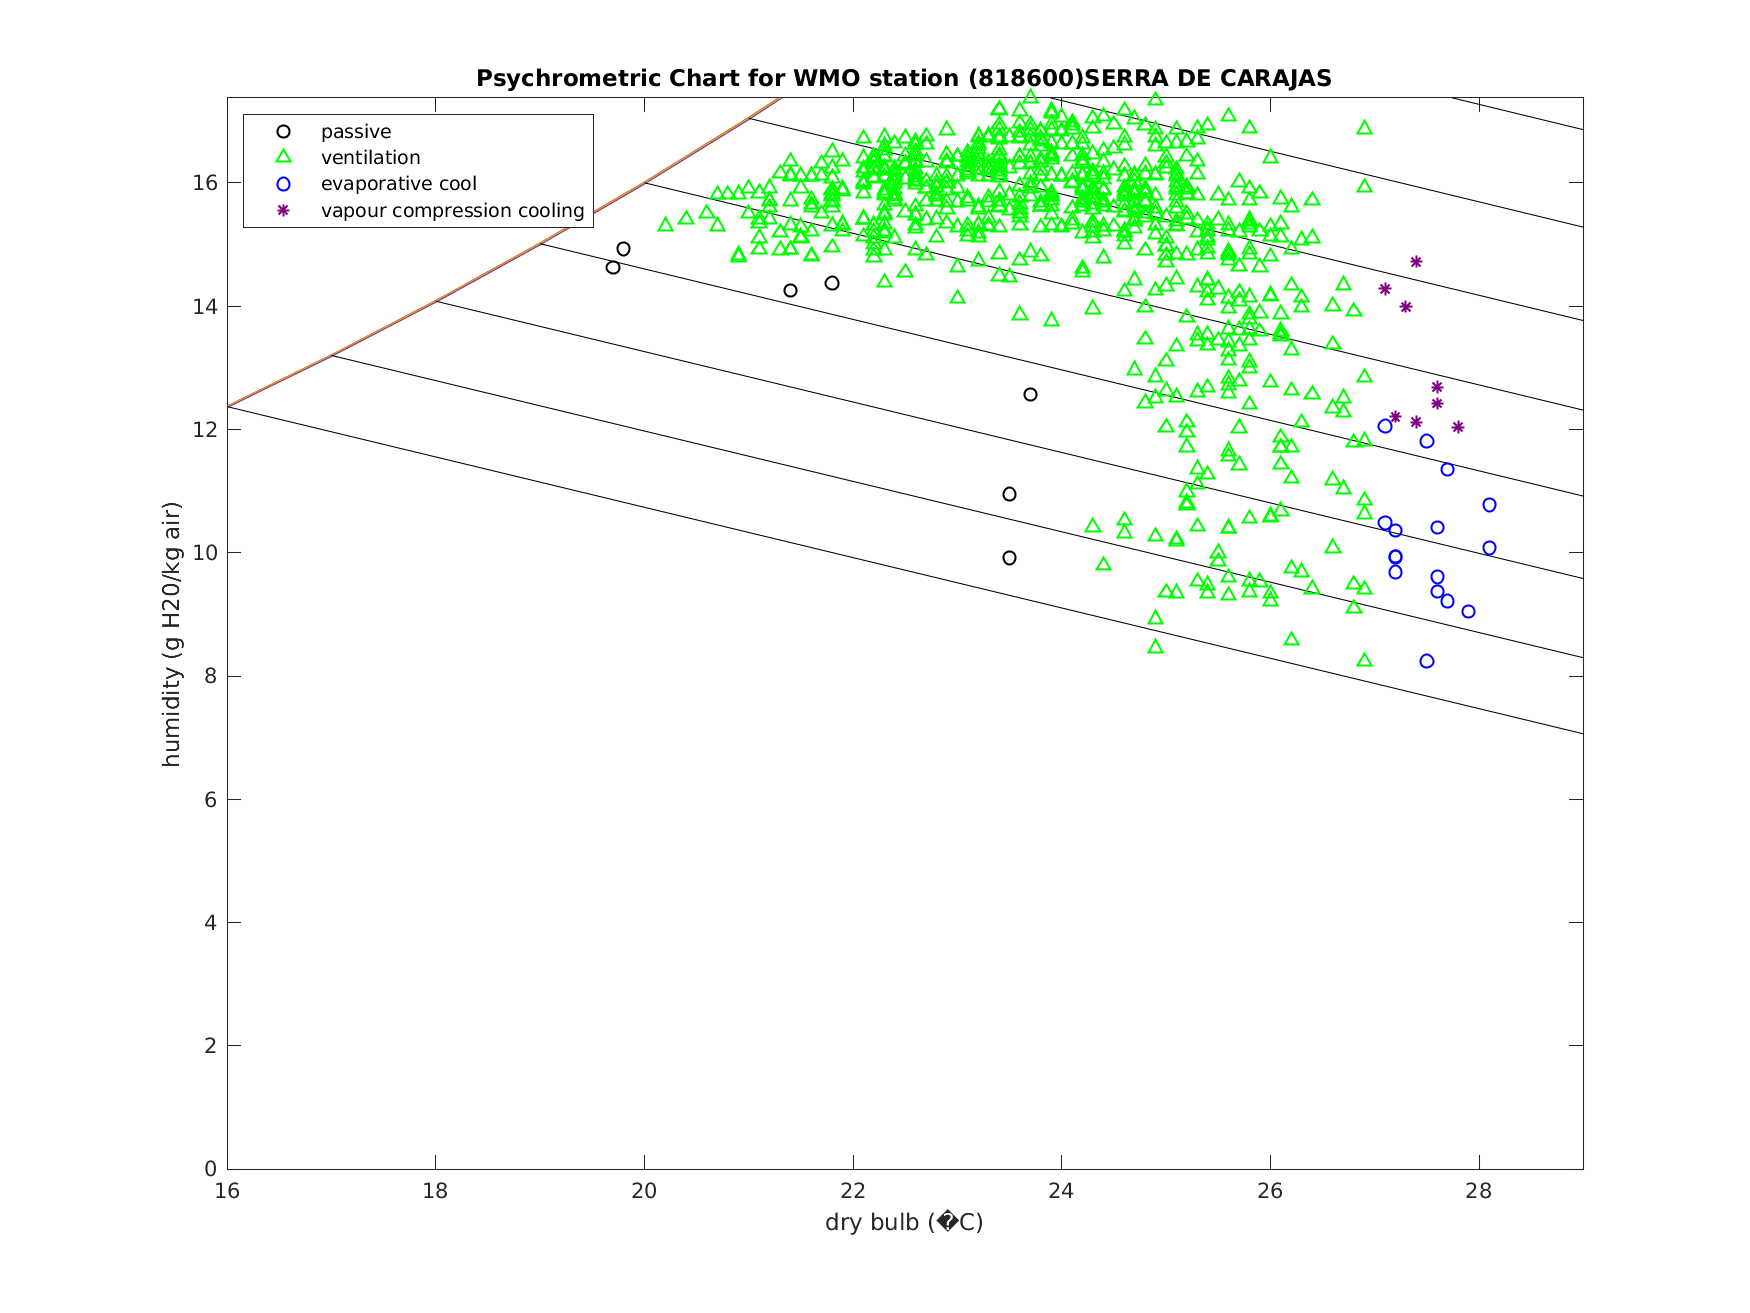 Psychrometric Chart for WMO station (818600)SERRA DE CARAJAS
passive
ventilation
evaporative cool
vapour compression cooling
humidity (g H20/kg air)
16
14
12
10
8
6
4
2
0
16 18 20 22 24 26 28
dry bulb (�C)